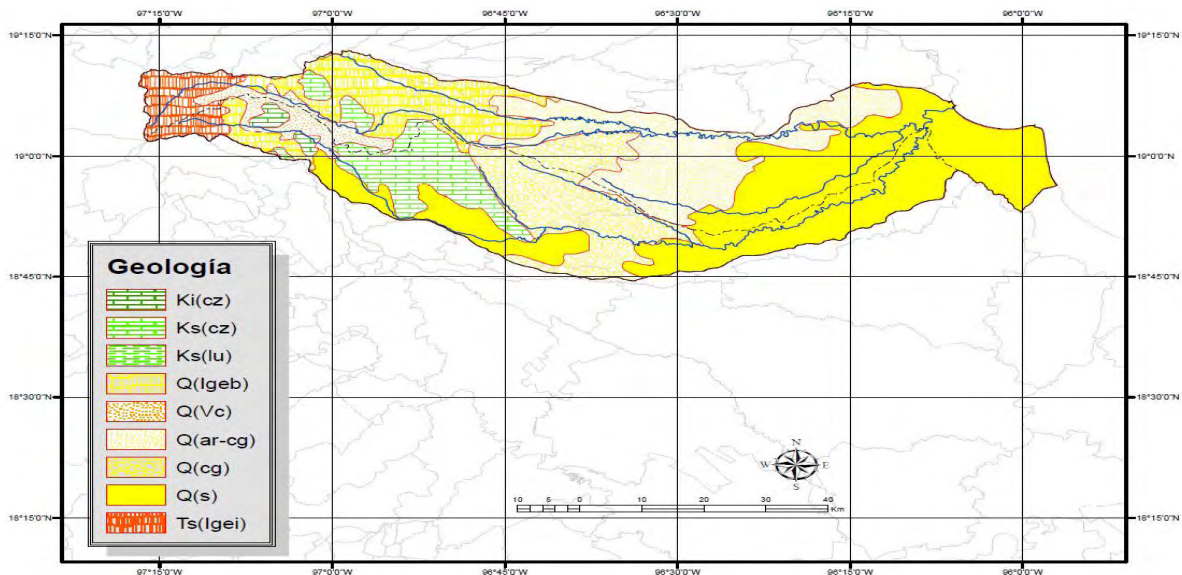 97°15'0"W 97°0'0"W 96°45'0"W 96°30'0"W 96°15'0"W 96°0'0"W
19°15'0"N 19°15'0"N
19°0'0"N 19°0'0"N
18°45'0"N 18°45'0"N
Geología
Ki(cz)
Ks(cz)
Ks(lu)
Q(Igeb)
Q(Vc)
Q(ar-cg)
Q(cg)
Q(s)
Ts(Igei)
18°30'0"N 18°30'0"N
N
W E
S
10 5 0 10 20 30 40
Km
18°15'0"N 18°15'0"N
97°15'0"W 97°0'0"W 96°45'0"W 96°30'0"W 96°15'0"W 96°0'0"W